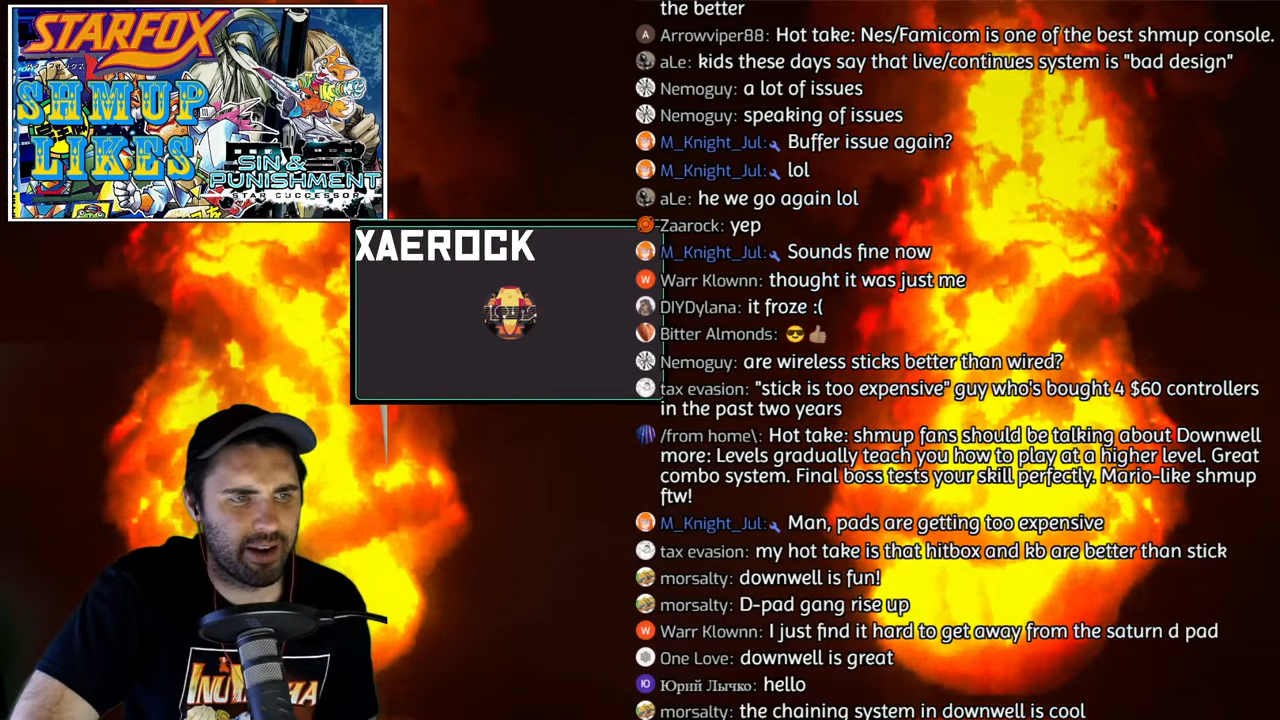 STARFOX
SHMUP
LIKES
SIN &
PUNISHMENT
STAR SUCCESSOR
XAEROCK
the better
Arrowviper88: Hot take: Nes/Famicom is one of the best shmup console.
aLe: kids these days say that live/continues system is "bad design"
Nemoguy: a lot of issues
Nemoguy: speaking of issues
M_Knight_Jul: Buffer issue again?
M_Knight_Jul: lol
aLe: he we go again lol
Zaarock: yep
M_Knight_Jul: Sounds fine now
Warr Klownn: thought it was just me
DIYDylana: it froze :(
Bitter Almonds: 😎👍🏽
Nemoguy: are wireless sticks better than wired?
tax evasion: "stick is too expensive" guy who's bought 4 $60 controllers
in the past two years
/from home\: Hot take: shmup fans should be talking about Downwell
more: Levels gradually teach you how to play at a higher level. Great
combo system. Final boss tests your skill perfectly. Mario-like shmup
ftw!
M_Knight_Jul: Man, pads are getting too expensive
tax evasion: my hot take is that hitbox and kb are better than stick
morsalty: downwell is fun!
morsalty: D-pad gang rise up
Warr Klownn: I just find it hard to get away from the saturn d pad
One Love: downwell is great
Юрий Лычко: hello
morsalty: the chaining system in downwell is cool